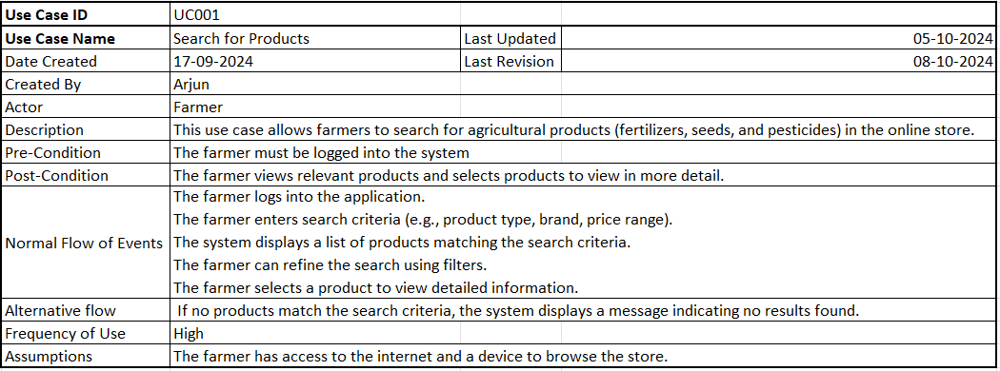 Use Case ID UC001
Use Case Name Search for Products Last Updated 05-10-2024
Date Created 17-09-2024 Last Revision 08-10-2024
Created By Arjun
Actor Farmer
Description This use case allows farmers to search for agricultural products (fertilizers, seeds, and pesticides) in the online store.
Pre-Condition The farmer must be logged into the system
Post-Condition The farmer views relevant products and selects products to view in more detail.
Normal Flow of Events
The farmer logs into the application.
The farmer enters search criteria (e.g., product type, brand, price range).
The system displays a list of products matching the search criteria.
The farmer can refine the search using filters.
The farmer selects a product to view detailed information.
Alternative flow If no products match the search criteria, the system displays a message indicating no results found.
Frequency of Use High
Assumptions The farmer has access to the internet and a device to browse the store.